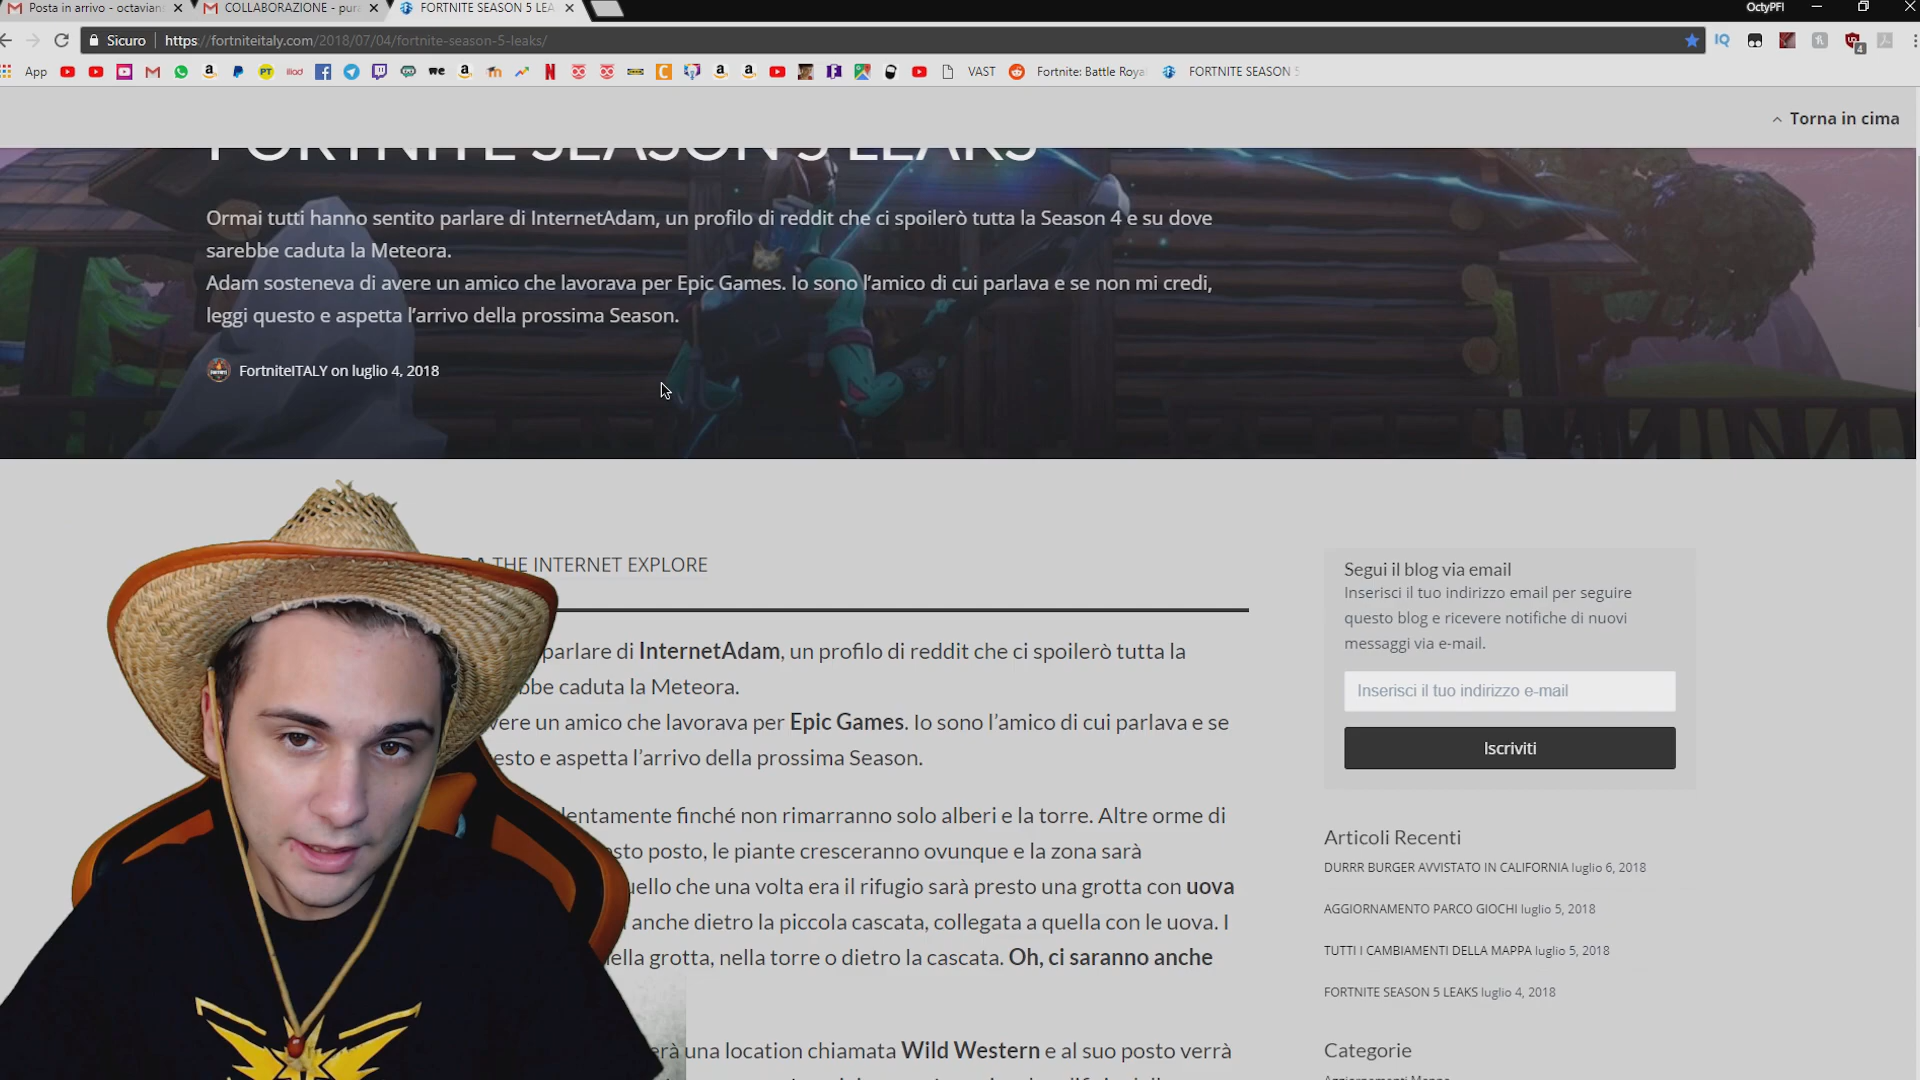 Posta in arrivo - octavian
COLLABORAZIONE - pura
FORTNITE SEASON 5 LEA
OctyPFI
Sicuro
https://fortniteitaly.com/2018/07/04/fortnite-season-5-leaks/
App
VAST
Fortnite: Battle Roya
FORTNITE SEASON 5
Torna in cima
FORTNITE SEASON 5 LEAKS
Ormai tutti hanno sentito parlare di InternetAdam, un profilo di reddit che ci spoilerò tutta la Season 4 e su dove
sarebbe caduta la Meteora.
Adam sosteneva di avere un amico che lavorava per Epic Games. Io sono l'amico di cui parlava e se non mi credi,
leggi questo e aspetta l'arrivo della prossima Season.
FortniteITALY on luglio 4, 2018
THE INTERNET EXPLORE
parlare di InternetAdam, un profilo di reddit che ci spoilerò tutta la
bbe caduta la Meteora.
vere un amico che lavorava per Epic Games. Io sono l'amico di cui parlava e se
esto e aspetta l'arrivo della prossima Season.
lentamente finché non rimarranno solo alberi e la torre. Altre orme di
sto posto, le piante cresceranno ovunque e la zona sarà
uello che una volta era il rifugio sarà presto una grotta con uova
anche dietro la piccola cascata, collegata a quella con le uova. I
ella grotta, nella torre o dietro la cascata. Oh, ci saranno anche
erà una location chiamata Wild Western e al suo posto verrà
Segui il blog via email
Inserisci il tuo indirizzo email per seguire
questo blog e ricevere notifiche di nuovi
messaggi via e-mail.
Inserisci il tuo indirizzo e-mail
Iscriviti
Articoli Recenti
DURRR BURGER AVVISTATO IN CALIFORNIA luglio 6, 2018
AGGIORNAMENTO PARCO GIOCHI luglio 5, 2018
TUTTI I CAMBIAMENTI DELLA MAPPA luglio 5, 2018
FORTNITE SEASON 5 LEAKS luglio 4, 2018
Categorie